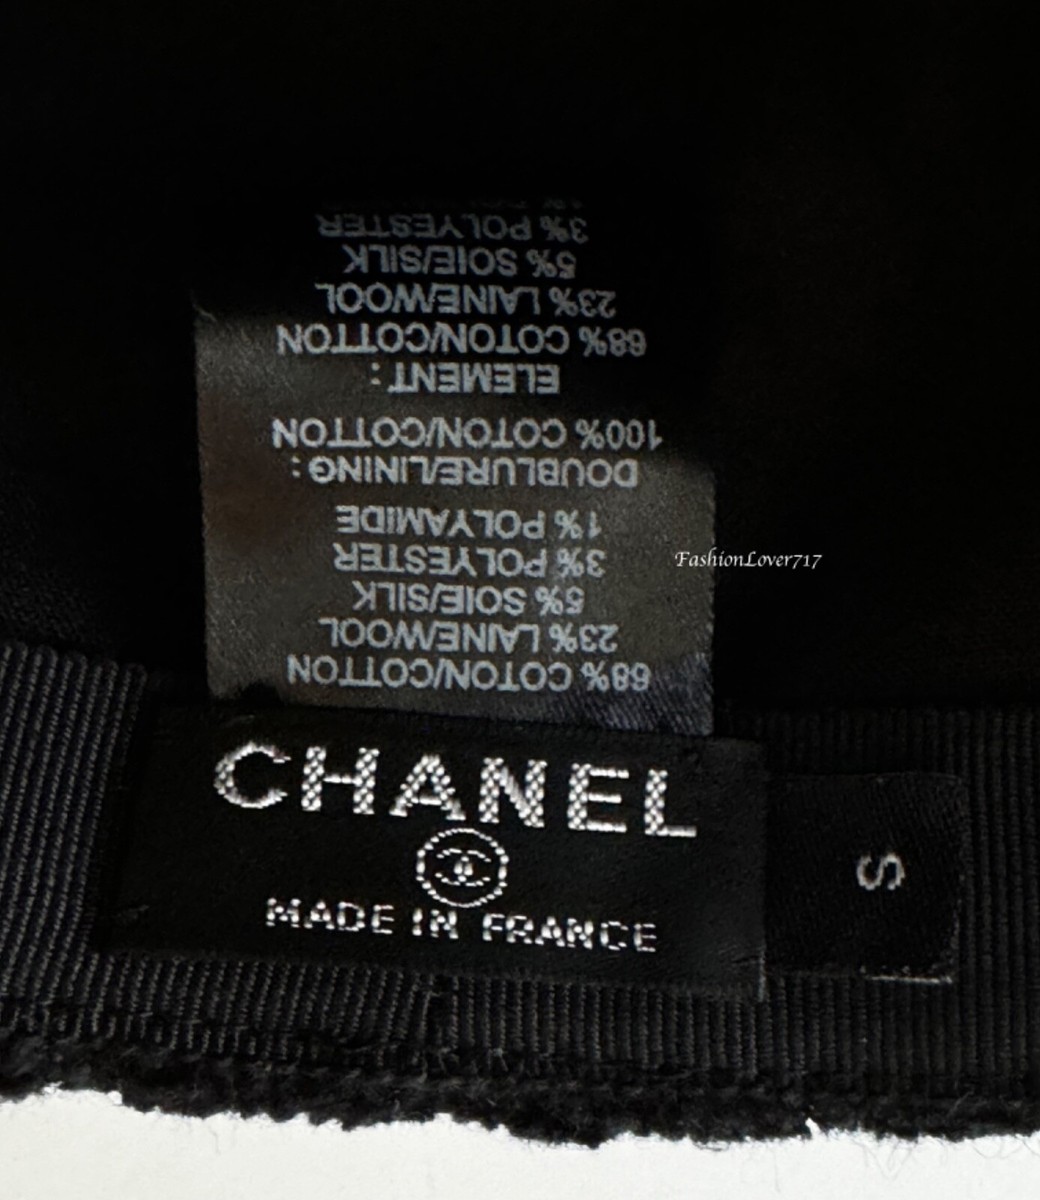 68% COTON/COTTON
23% LAINE/WOOL
5% SOIE/SILK
3% POLYESTER
1% POLYAMIDE
DOUBLURE/LINING :
100% COTON/COTTON
ELEMENT :
68% COTON/COTTON
23% LAINE/WOOL
5% SOIE/SILK
3% POLYESTER
FashionLover717
CHANEL
MADE IN FRANCE
S